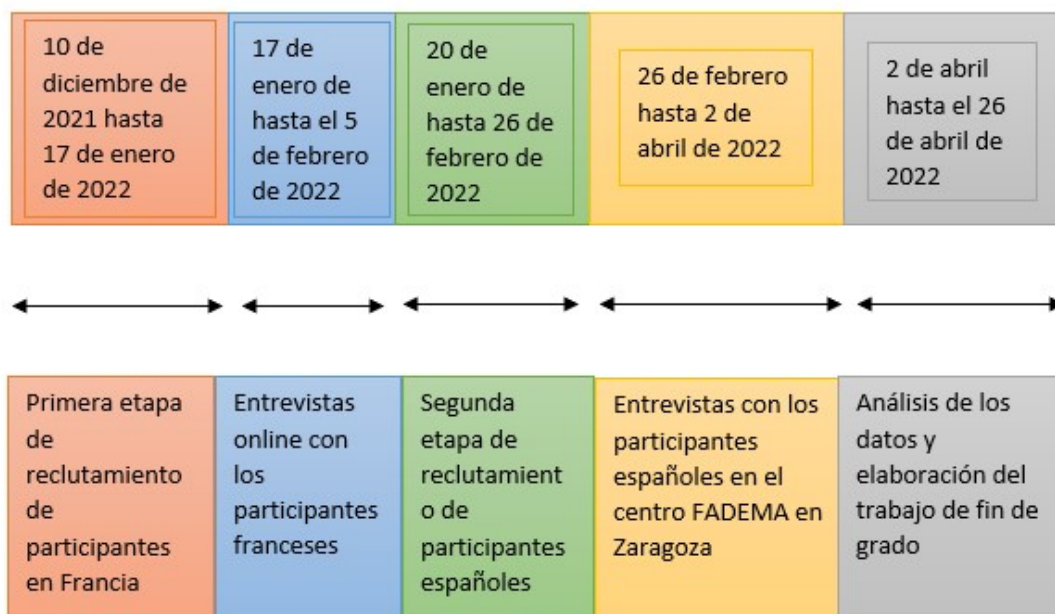 10 de
diciembre de
2021 hasta
17 de enero
de 2022
17 de
enero de
hasta el 5
de febrero
de 2022
20 de
enero de
hasta 26 de
febrero de
2022
26 de febrero
hasta 2 de
abril de 2022
2 de abril
hasta el 26
de abril de
2022
Primera etapa
de
reclutamiento
de
participantes
en Francia
Entrevistas
online con
los
participantes
franceses
Segunda
etapa de
reclutamient
o de
participantes
españoles
Entrevistas con los
participantes
españoles en el
centro FADEMA en
Zaragoza
Análisis de los
datos y
elaboración del
trabajo de fin de
grado